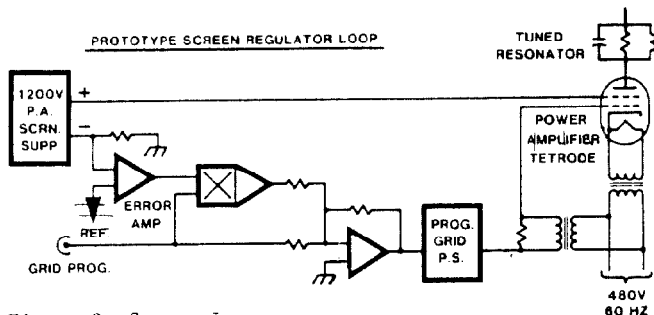 PROTOTYPE SCREEN REGULATOR LOOP
TUNED
RESONATOR
1200V
P.A.
SCRN.
SUPP
+
−
POWER
AMPLIFIER
TETRODE
ERROR
AMP
REF
GRID PROG.
PROG.
GRID
P.S.
480V
60 HZ